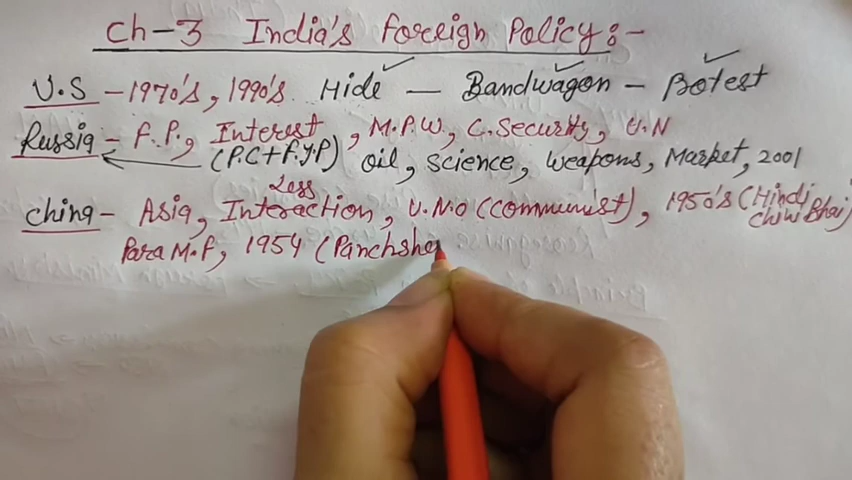 Ch-3 India's Foreign Policy:-
U.S - 1970's, 1990's. Hide - Bandwagon - Botest
Russia - F.P., Interest, M.P.W, C. Security, U.N
(P.C + F.Y.P) oil, science, weapons, Market, 2001
Less
China - Asia, Interaction, U.N.O (communist), 1950's (Hindi
Chini Bhai)
Para M.F, 1954 (Panchshe